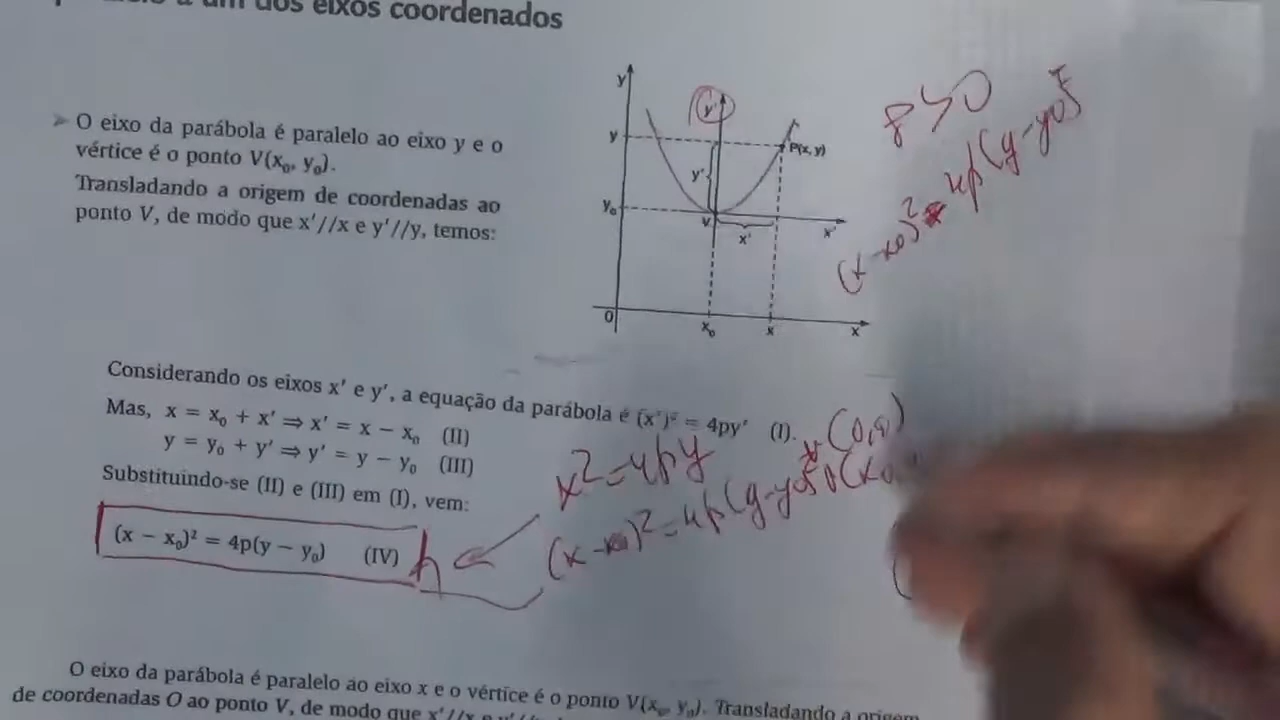 um dos eixos coordenados
➤ O eixo da parábola é paralelo ao eixo y e o
vértice é o ponto V(x₀, y₀).
Transladando a origem de coordenadas ao
ponto V, de modo que x'//x e y'//y, temos:
y
y'
y
P(x, y)
y'
y₀
V
x'
x'
0
x₀
x
x
(x-x₀)² = 4p(y-y₀)
Considerando os eixos x' e y', a equação da parábola é (x')² = 4py' (I).
Mas, x = x₀ + x' ⇒ x' = x − x₀ (II)
y = y₀ + y' ⇒ y' = y − y₀ (III)
Substituindo-se (II) e (III) em (I), vem:
(x − x₀)² = 4p(y − y₀) (IV)
x² = 4py
(0,0)
(x-x₀)² = 4p(y-y₀)
O eixo da parábola é paralelo ao eixo x e o vértice é o ponto V(x₀, y₀). Transladando a origem
de coordenadas O ao ponto V, de modo que x'//x e y'//y